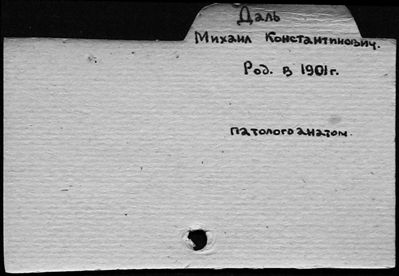 Даль
Михаил Константинович.
Род. в 1901г.
патологоанатом.